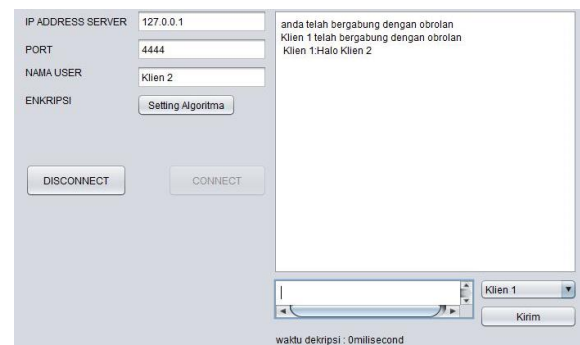 IP ADDRESS SERVER 127.0.0.1
PORT 4444
NAMA USER Klien 2
ENKRIPSI Setting Algoritma
DISCONNECT CONNECT
anda telah bergabung dengan obrolan
Klien 1 telah bergabung dengan obrolan
Klien 1:Halo Klien 2
Klien 1
Kirim
waktu dekripsi : 0milisecond